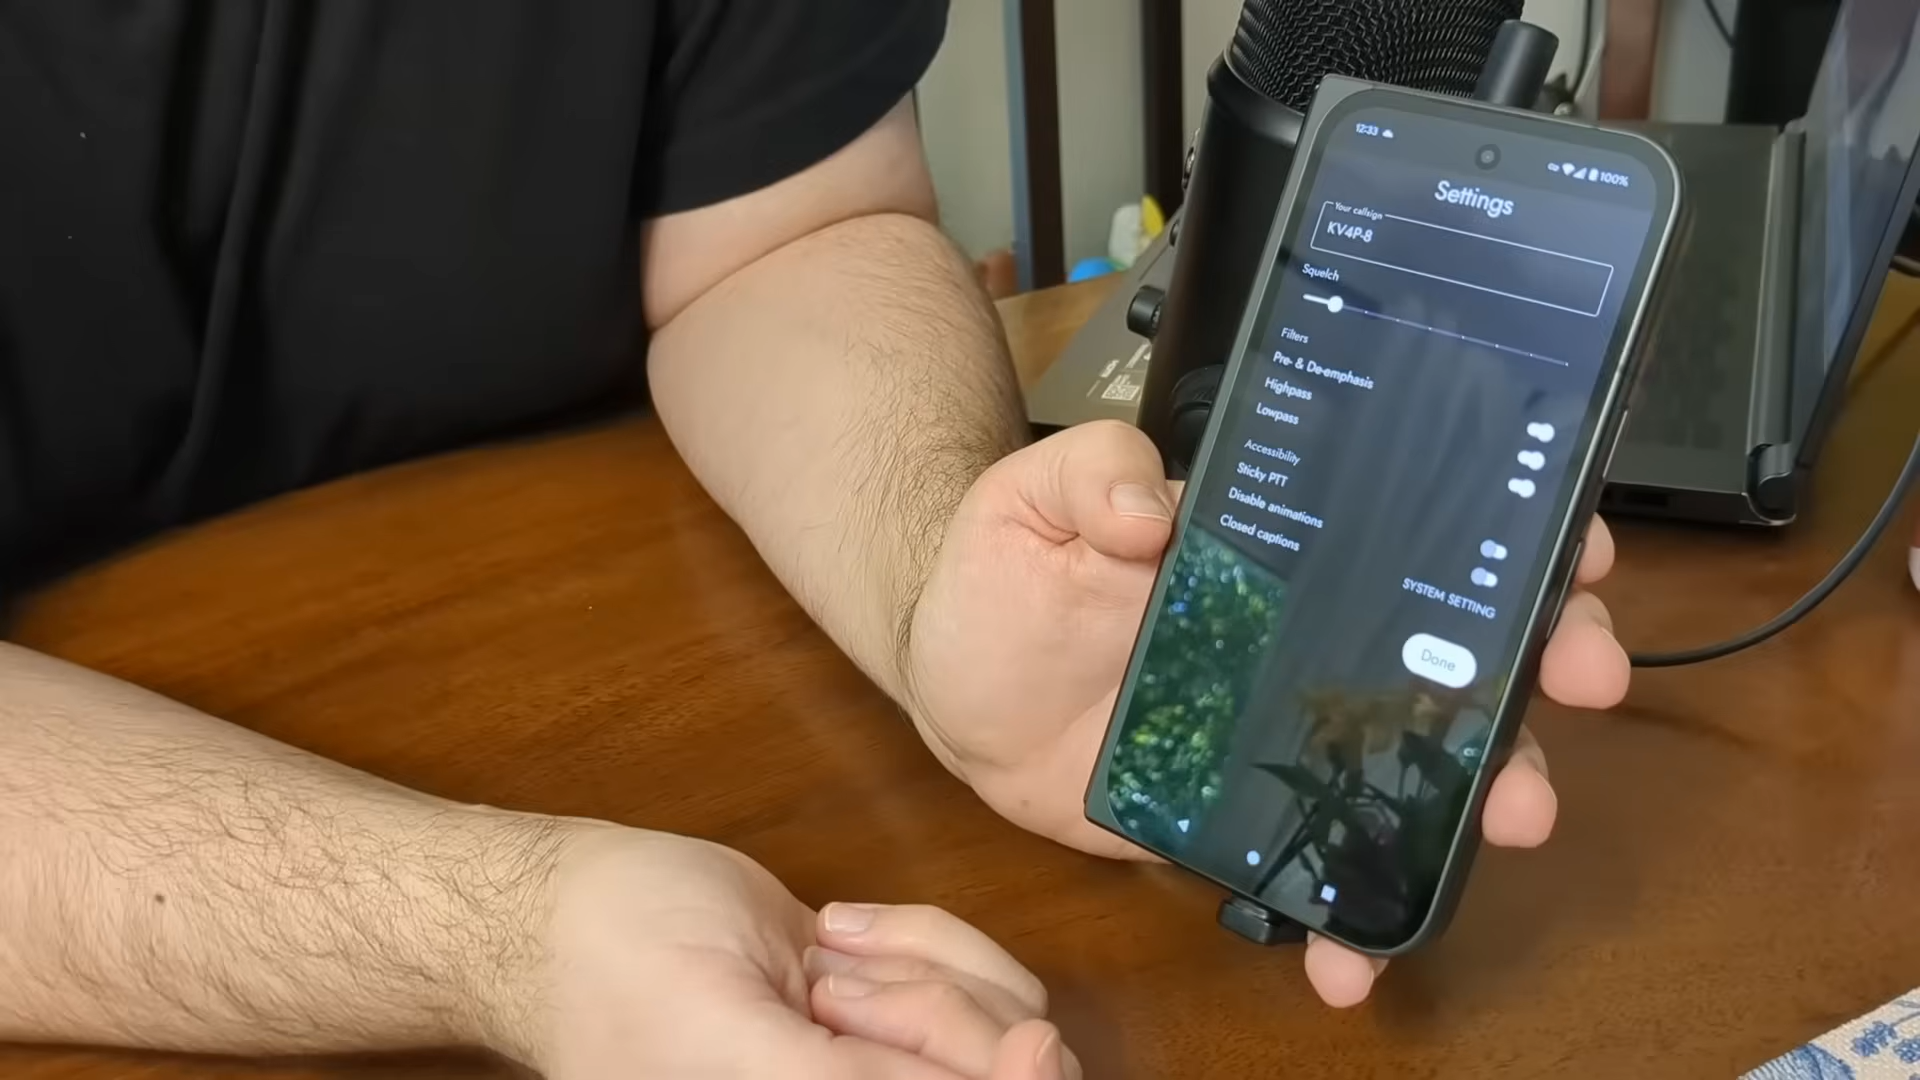 12:33
100%
Settings
Your callsign
KV4P-8
Squelch
Filters
Pre- & De-emphasis
Highpass
Lowpass
Accessibility
Sticky PTT
Disable animations
Closed captions
SYSTEM SETTING
Done